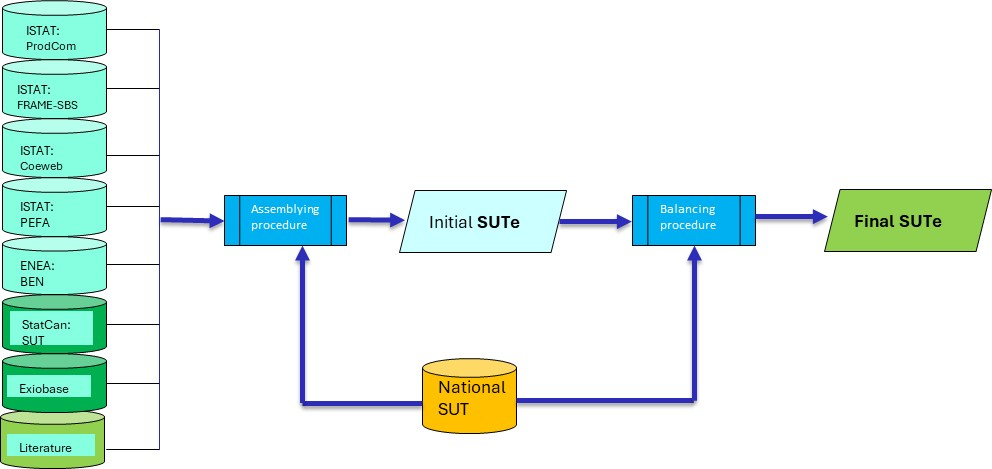 ISTAT:
ProdCom
ISTAT:
FRAME-SBS
ISTAT:
Coeweb
ISTAT:
PEFA
ENEA:
BEN
StatCan:
SUT
Exiobase
Literature
Assemblying
procedure
Initial SUTe
Balancing
procedure
Final SUTe
National
SUT